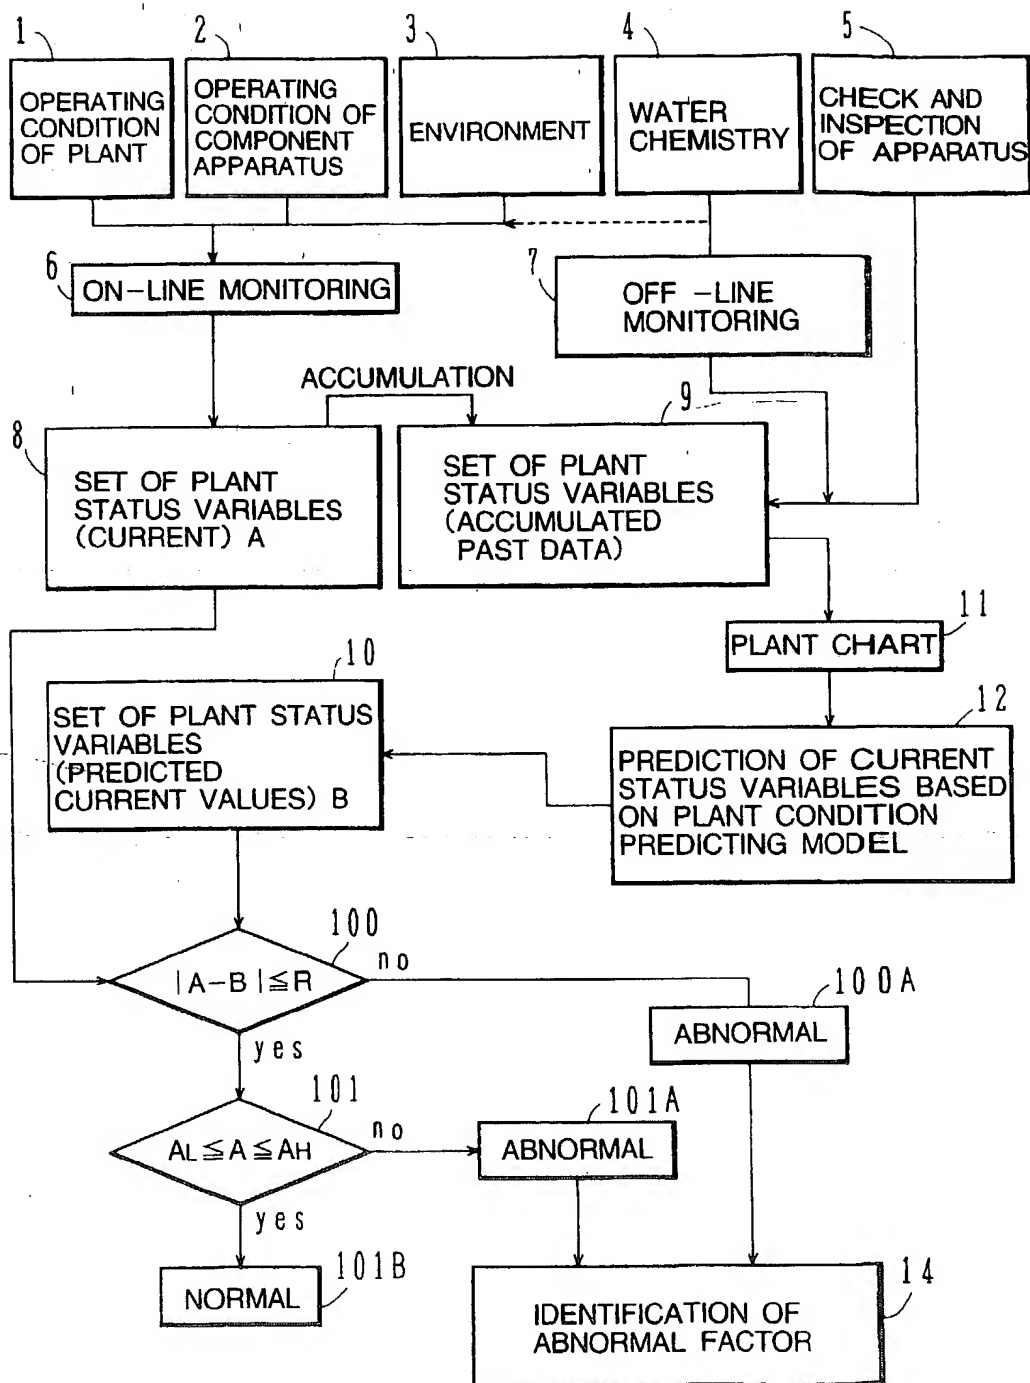 1
2
3
4
5
OPERATING
CONDITION
OF PLANT
OPERATING
CONDITION OF
COMPONENT
APPARATUS
ENVIRONMENT
WATER
CHEMISTRY
CHECK AND
INSPECTION
OF APPARATUS
6
ON-LINE MONITORING
7
OFF -LINE
MONITORING
ACCUMULATION
8
SET OF PLANT
STATUS VARIABLES
(CURRENT) A
9
SET OF PLANT
STATUS VARIABLES
(ACCUMULATED
PAST DATA)
11
PLANT CHART
10
SET OF PLANT STATUS
VARIABLES
(PREDICTED
CURRENT VALUES) B
12
PREDICTION OF CURRENT
STATUS VARIABLES BASED
ON PLANT CONDITION
PREDICTING MODEL
100
|A-B|≦R
no
yes
100A
ABNORMAL
101
AL≦A≦AH
no
yes
101A
ABNORMAL
101B
NORMAL
14
IDENTIFICATION OF
ABNORMAL FACTOR